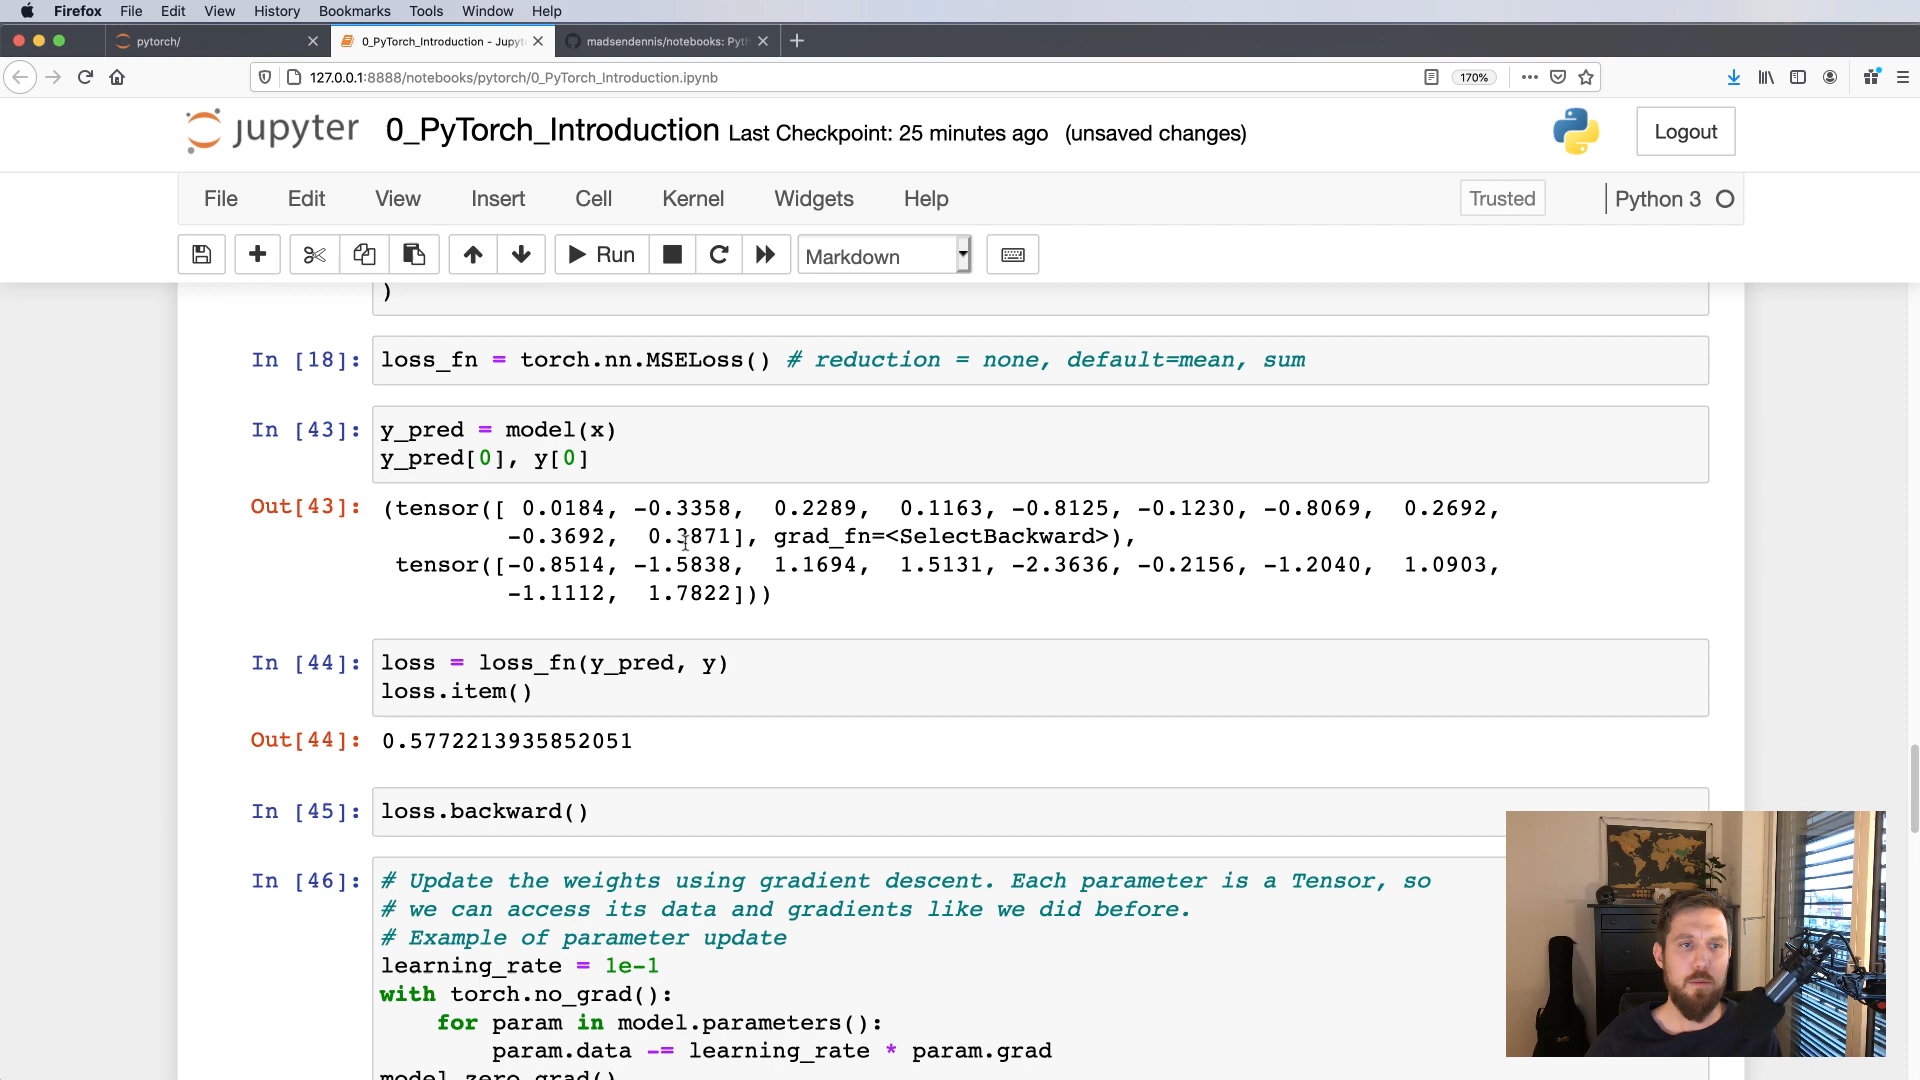 Firefox File Edit View History Bookmarks Tools Window Help
pytorch/
0_PyTorch_Introduction - Jupyt
madsendennis/notebooks: Pyth
127.0.0.1:8888/notebooks/pytorch/0_PyTorch_Introduction.ipynb
170%
jupyter 0_PyTorch_Introduction Last Checkpoint: 25 minutes ago (unsaved changes)
Logout
File Edit View Insert Cell Kernel Widgets Help
Trusted
Python 3
Run
Markdown
)
In [18]: loss_fn = torch.nn.MSELoss() # reduction = none, default=mean, sum
In [43]: y_pred = model(x)
y_pred[0], y[0]
Out[43]: (tensor([ 0.0184, -0.3358, 0.2289, 0.1163, -0.8125, -0.1230, -0.8069, 0.2692,
-0.3692, 0.3871], grad_fn=<SelectBackward>),
tensor([-0.8514, -1.5838, 1.1694, 1.5131, -2.3636, -0.2156, -1.2040, 1.0903,
-1.1112, 1.7822]))
In [44]: loss = loss_fn(y_pred, y)
loss.item()
Out[44]: 0.5772213935852051
In [45]: loss.backward()
In [46]: # Update the weights using gradient descent. Each parameter is a Tensor, so
# we can access its data and gradients like we did before.
# Example of parameter update
learning_rate = 1e-1
with torch.no_grad():
for param in model.parameters():
param.data -= learning_rate * param.grad
model.zero_grad()